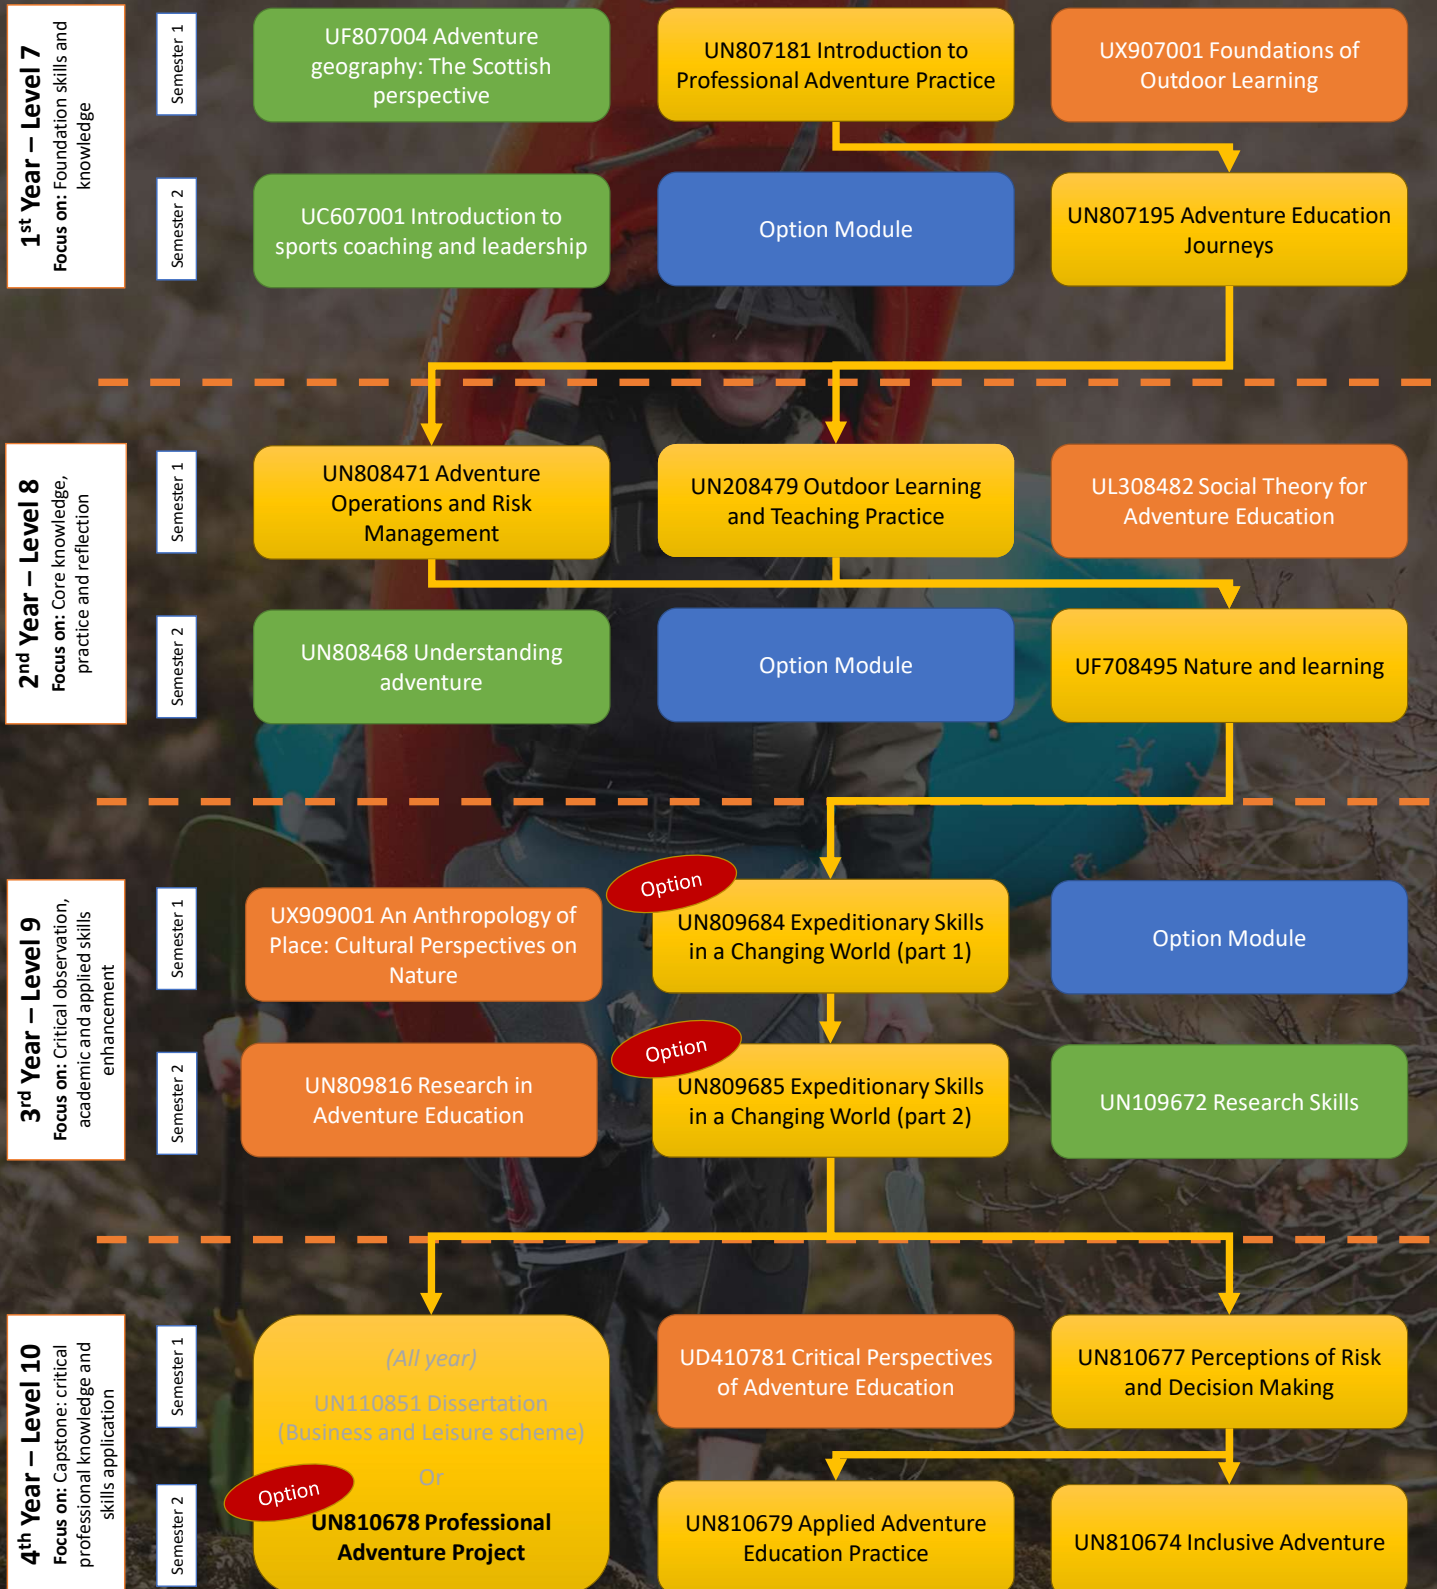 1st Year – Level 7
Focus on: Foundation skills and
knowledge
Semester 1
UF807004 Adventure
geography: The Scottish
perspective
UN807181 Introduction to
Professional Adventure Practice
UX907001 Foundations of
Outdoor Learning
Semester 2
UC607001 Introduction to
sports coaching and leadership
Option Module
UN807195 Adventure Education
Journeys
2nd Year – Level 8
Focus on: Core knowledge,
practice and reflection
Semester 1
UN808471 Adventure
Operations and Risk
Management
UN208479 Outdoor Learning
and Teaching Practice
UL308482 Social Theory for
Adventure Education
Semester 2
UN808468 Understanding
adventure
Option Module
UF708495 Nature and learning
3rd Year – Level 9
Focus on: Critical observation,
academic and applied skills
enhancement
Semester 1
UX909001 An Anthropology of
Place: Cultural Perspectives on
Nature
Option
UN809684 Expeditionary Skills
in a Changing World (part 1)
Option Module
Semester 2
UN809816 Research in
Adventure Education
Option
UN809685 Expeditionary Skills
in a Changing World (part 2)
UN109672 Research Skills
4th Year – Level 10
Focus on: Capstone: critical
professional knowledge and
skills application
Semester 1
(All year)
UN110851 Dissertation
(Business and Leisure scheme)
Or
Option
UN810678 Professional
Adventure Project
UD410781 Critical Perspectives
of Adventure Education
UN810677 Perceptions of Risk
and Decision Making
Semester 2
UN810679 Applied Adventure
Education Practice
UN810674 Inclusive Adventure